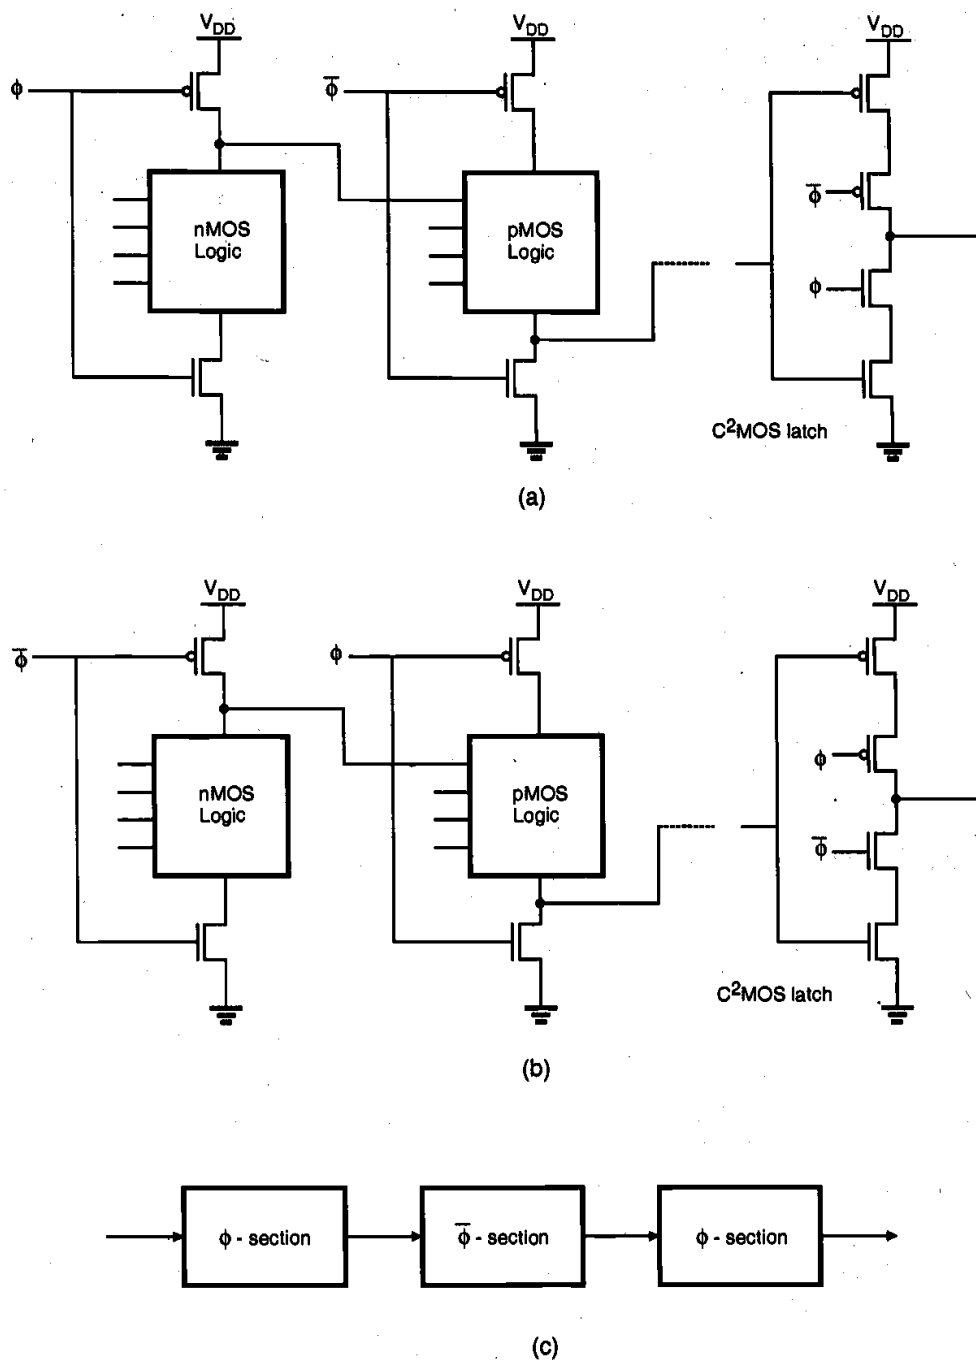 V_DD V_DD V_DD
ϕ ϕ̅
nMOS Logic
pMOS Logic
ϕ̅
ϕ
C²MOS latch
(a)
V_DD V_DD V_DD
ϕ̅ ϕ
nMOS Logic
pMOS Logic
ϕ
ϕ̅
C²MOS latch
(b)
ϕ - section ϕ̅ - section ϕ - section
(c)